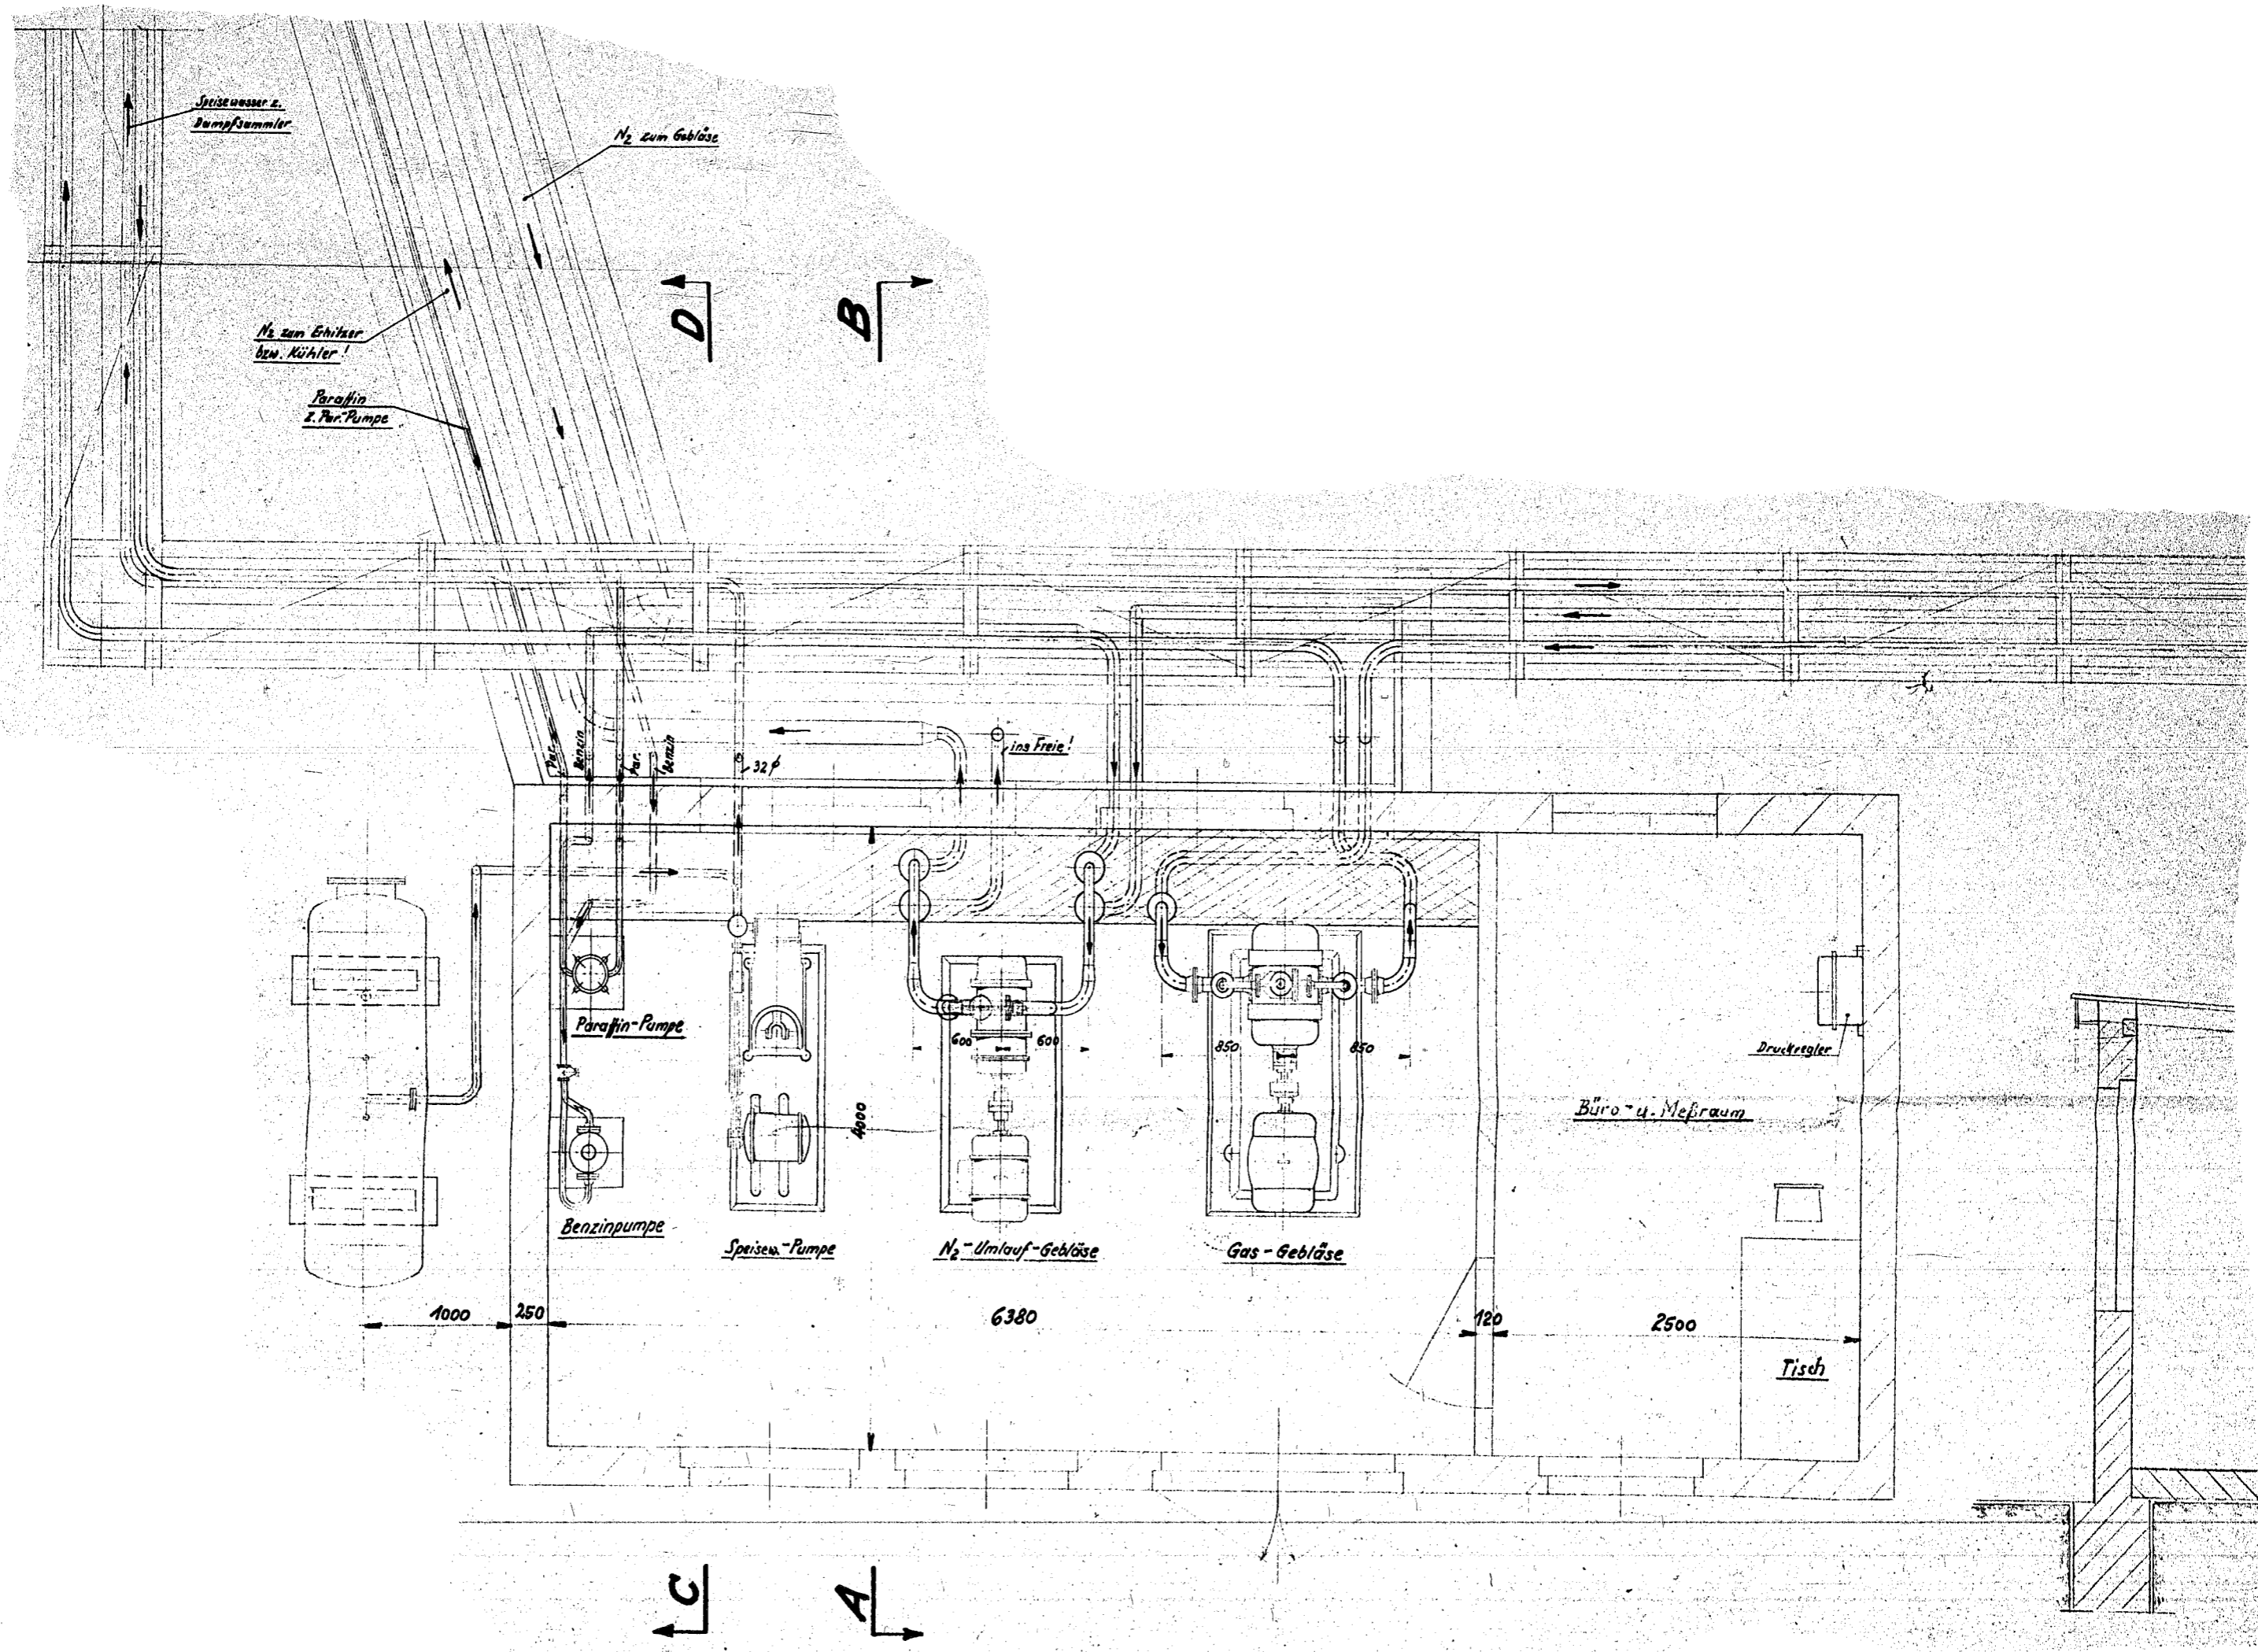 Speisewasser z.
Dampfsammler
N₂ zum Gebläse
N₂ zum Erhitzer
bzw. Kühler!
Paraffin
z. Par.-Pumpe
D
B
Par.
Benzin
Par.
Benzin
32 ⌀
ins Freie!
Paraffin-Pumpe
600
600
850
850
Druckregler
4000
Büro- u. Meßraum
Benzinpumpe
Speisew.-Pumpe
N₂-Umlauf-Gebläse
Gas-Gebläse
1000
250
6380
120
2500
Tisch
C
A